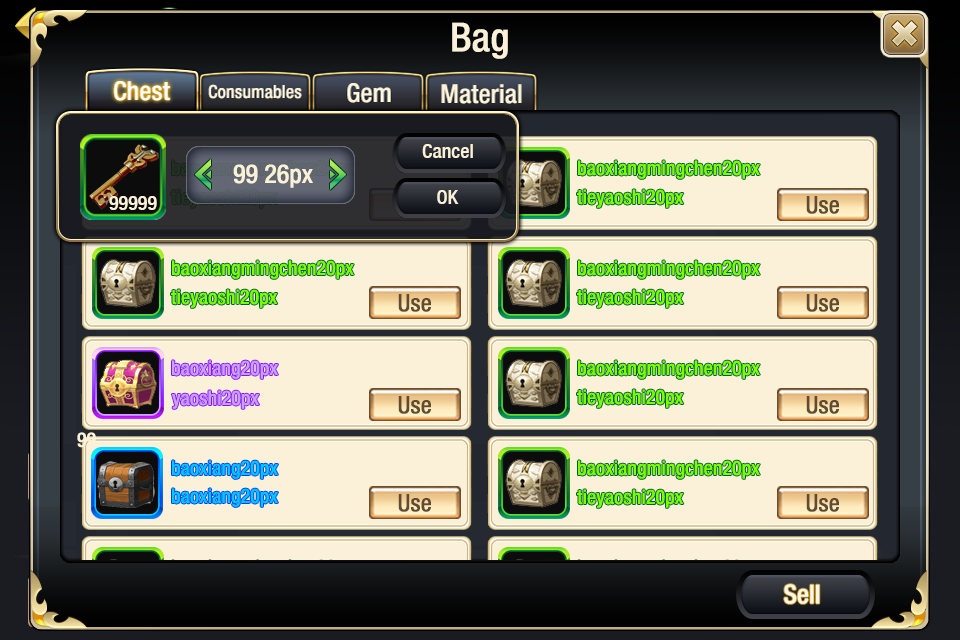 Bag
Chest
Consumables
Gem
Material
99999
99 26px
Cancel
OK
baoxiangmingchen20px
tieyaoshi20px
Use
baoxiangmingchen20px
tieyaoshi20px
Use
baoxiangmingchen20px
tieyaoshi20px
Use
baoxiang20px
yaoshi20px
Use
baoxiangmingchen20px
tieyaoshi20px
Use
baoxiang20px
baoxiang20px
Use
baoxiangmingchen20px
tieyaoshi20px
Use
Sell